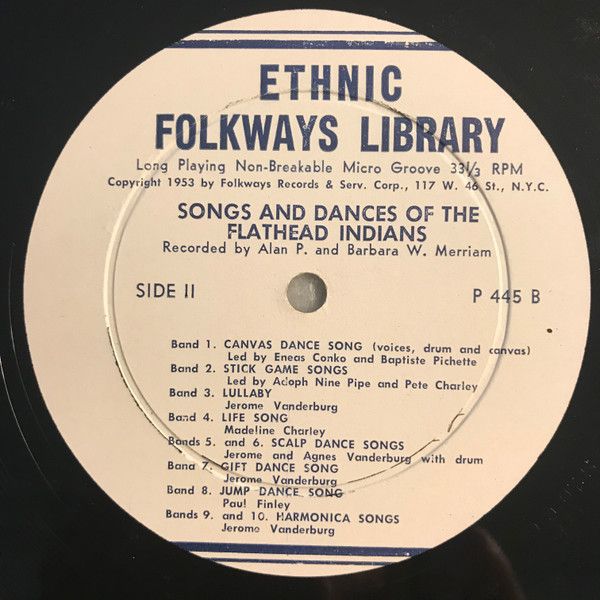 ETHNIC
FOLKWAYS LIBRARY
Long Playing Non-Breakable Micro Groove 33⅓ RPM
Copyright 1953 by Folkways Records & Serv. Corp., 117 W. 46 St., N.Y.C.
SONGS AND DANCES OF THE
FLATHEAD INDIANS
Recorded by Alan P. and Barbara W. Merriam
SIDE II
P 445 B
Band 1. CANVAS DANCE SONG (voices, drum and canvas)
Led by Eneas Conko and Baptiste Pichette
Band 2. STICK GAME SONGS
Led by Adolph Nine Pipe and Pete Charley
Band 3. LULLABY
Jerome Vanderburg
Band 4. LIFE SONG
Madeline Charley
Bands 5. and 6. SCALP DANCE SONGS
Jerome and Agnes Vanderburg with drum
Band 7. GIFT DANCE SONG
Jerome Vanderburg
Band 8. JUMP DANCE SONG
Paul Finley
Bands 9. and 10. HARMONICA SONGS
Jerome Vanderburg